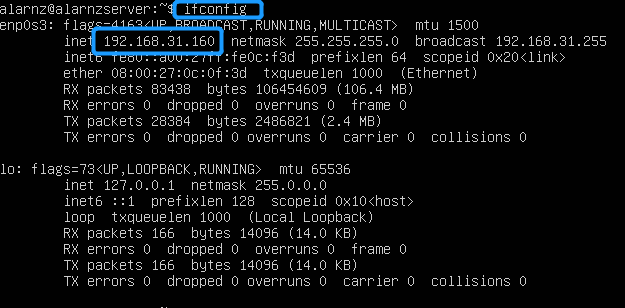 alarnz@alarnzserver:~$ ifconfig
enp0s3: flags=4163<UP,BROADCAST,RUNNING,MULTICAST> mtu 1500
inet 192.168.31.160 netmask 255.255.255.0 broadcast 192.168.31.255
inet6 fe80::a00:27ff:fe0c:f3d prefixlen 64 scopeid 0x20<link>
ether 08:00:27:0c:0f:3d txqueuelen 1000 (Ethernet)
RX packets 83438 bytes 106454609 (106.4 MB)
RX errors 0 dropped 0 overruns 0 frame 0
TX packets 28384 bytes 2486821 (2.4 MB)
TX errors 0 dropped 0 overruns 0 carrier 0 collisions 0
lo: flags=73<UP,LOOPBACK,RUNNING> mtu 65536
inet 127.0.0.1 netmask 255.0.0.0
inet6 ::1 prefixlen 128 scopeid 0x10<host>
loop txqueuelen 1000 (Local Loopback)
RX packets 166 bytes 14096 (14.0 KB)
RX errors 0 dropped 0 overruns 0 frame 0
TX packets 166 bytes 14096 (14.0 KB)
TX errors 0 dropped 0 overruns 0 carrier 0 collisions 0